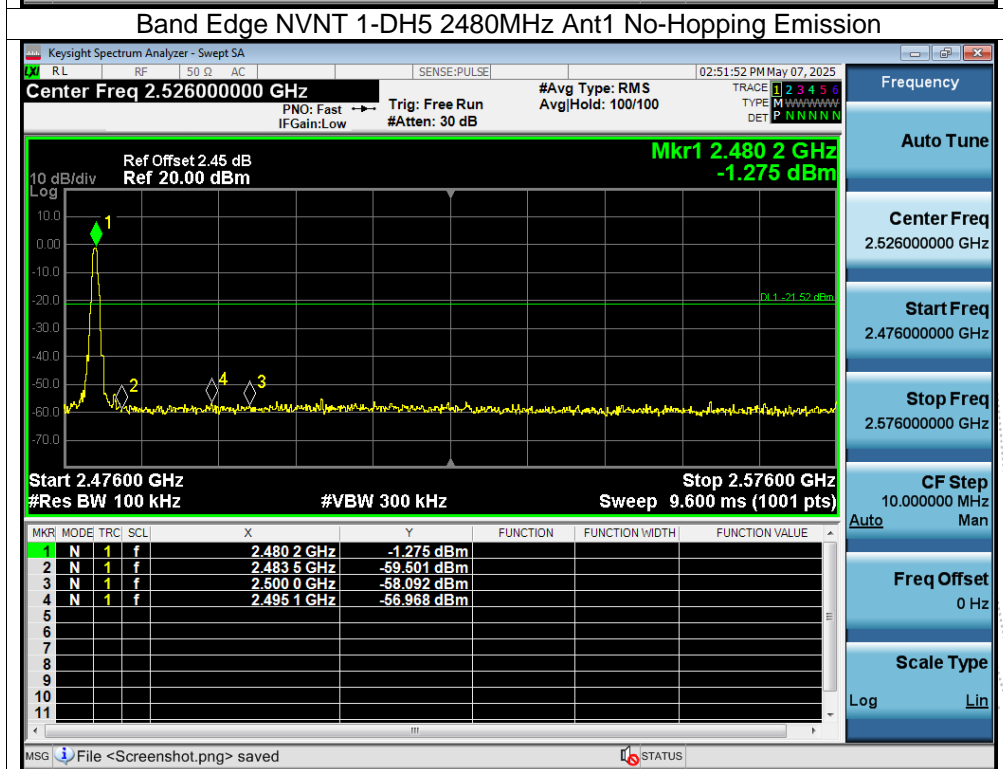 Band Edge NVNT 1-DH5 2480MHz Ant1 No-Hopping Emission
Keysight Spectrum Analyzer - Swept SA
LXI RL RF 50 Ω AC SENSE:PULSE 02:51:52 PM May 07, 2025
Center Freq 2.526000000 GHz #Avg Type: RMS TRACE 1 2 3 4 5 6
PNO: Fast Trig: Free Run Avg|Hold: 100/100 TYPE M WWWWW
IFGain:Low #Atten: 30 dB DET P N N N N N
Frequency
Auto Tune
Mkr1 2.480 2 GHz
Ref Offset 2.45 dB
10 dB/div Ref 20.00 dBm -1.275 dBm
Log
10.0
1
0.00
-10.0
-20.0
DL1 -21.52 dBm
-30.0
-40.0
-50.0
2 4 3
-60.0
-70.0
Start 2.47600 GHz Stop 2.57600 GHz
#Res BW 100 kHz #VBW 300 kHz Sweep 9.600 ms (1001 pts)
MKR MODE TRC SCL X Y FUNCTION FUNCTION WIDTH FUNCTION VALUE
1 N 1 f 2.480 2 GHz -1.275 dBm
2 N 1 f 2.483 5 GHz -59.501 dBm
3 N 1 f 2.500 0 GHz -58.092 dBm
4 N 1 f 2.495 1 GHz -56.968 dBm
5
6
7
8
9
10
11
Center Freq
2.526000000 GHz
Start Freq
2.476000000 GHz
Stop Freq
2.576000000 GHz
CF Step
10.000000 MHz
Auto Man
Freq Offset
0 Hz
Scale Type
Log Lin
MSG File <Screenshot.png> saved STATUS